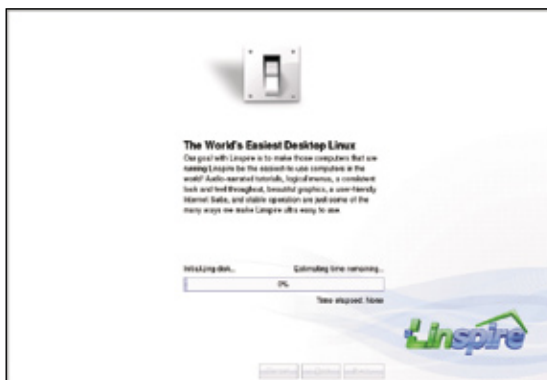 The World's Easiest Desktop Linux
Our goal with Linspire is to make those computers that are
running Linspire be the easiest-to-use computers in the
world! Audio-narrated tutorials, logical menus, a consistent
look and feel throughout, beautiful graphics, a user-friendly
Internet Suite, and stable operation are just some of the
many ways we make Linspire ultra easy to use
Initializing disk... Estimating time remaining...
0%
Time elapsed: None
Linspire